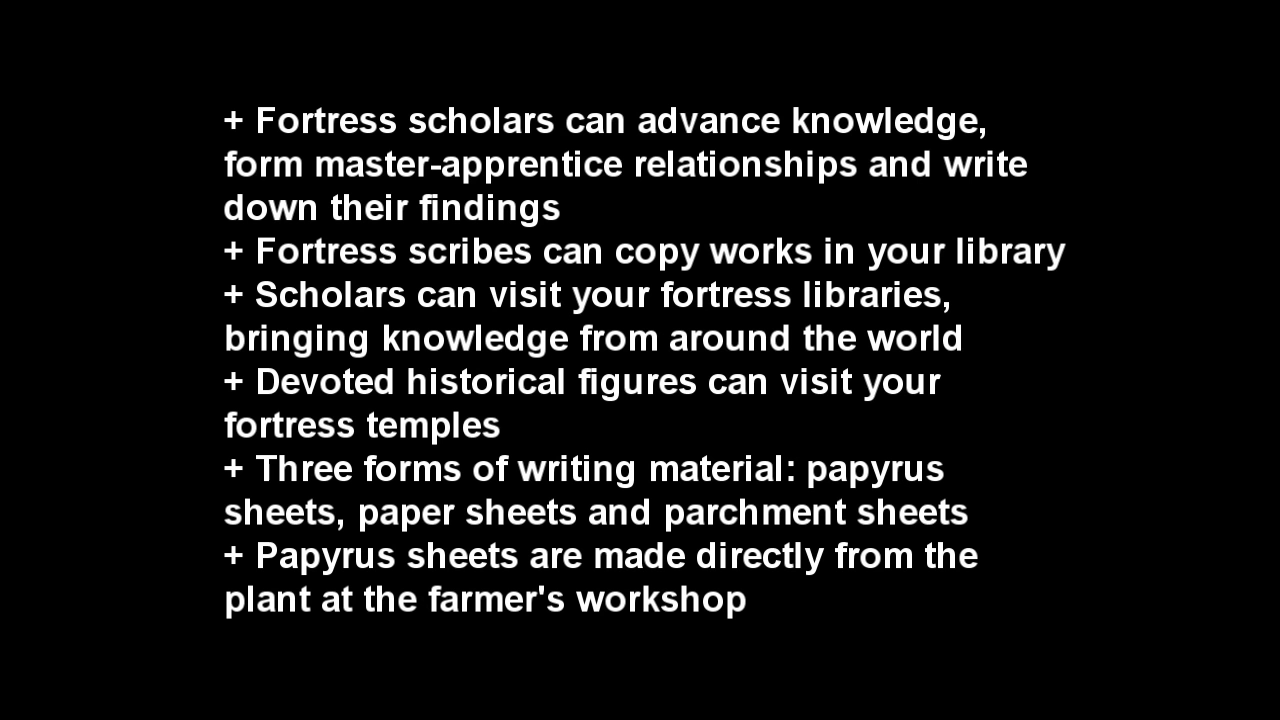 + Fortress scholars can advance knowledge,
form master-apprentice relationships and write
down their findings
+ Fortress scribes can copy works in your library
+ Scholars can visit your fortress libraries,
bringing knowledge from around the world
+ Devoted historical figures can visit your
fortress temples
+ Three forms of writing material: papyrus
sheets, paper sheets and parchment sheets
+ Papyrus sheets are made directly from the
plant at the farmer's workshop